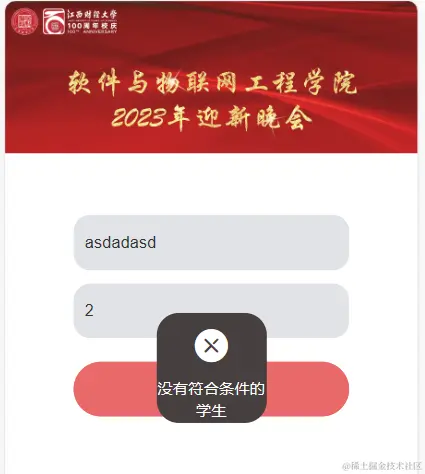 江西财经大学
100周年校庆
100TH ANNIVERSARY
软件与物联网工程学院
2023年迎新晚会
asdadasd
2
没有符合条件的
学生
@稀土掘金技术社区